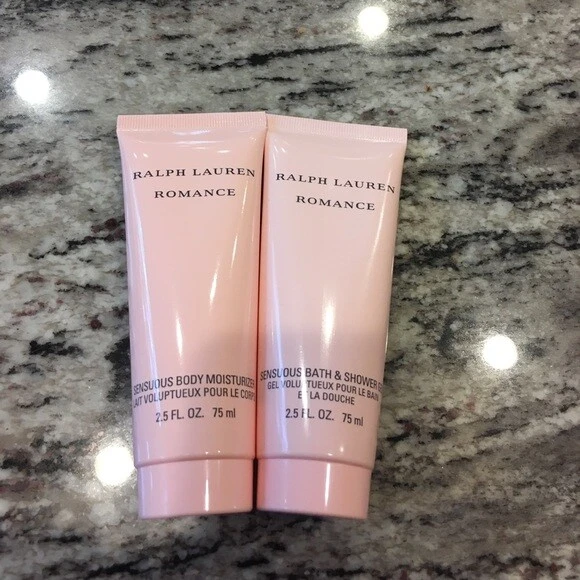 RALPH LAUREN
ROMANCE
SENSUOUS BODY MOISTURIZER
LAIT VOLUPTUEUX POUR LE CORPS
2.5 FL. OZ. 75 ml
RALPH LAUREN
ROMANCE
SENSUOUS BATH & SHOWER
GEL VOLUPTUEUX POUR LE BAIN
ET LA DOUCHE
2.5 FL. OZ. 75 ml